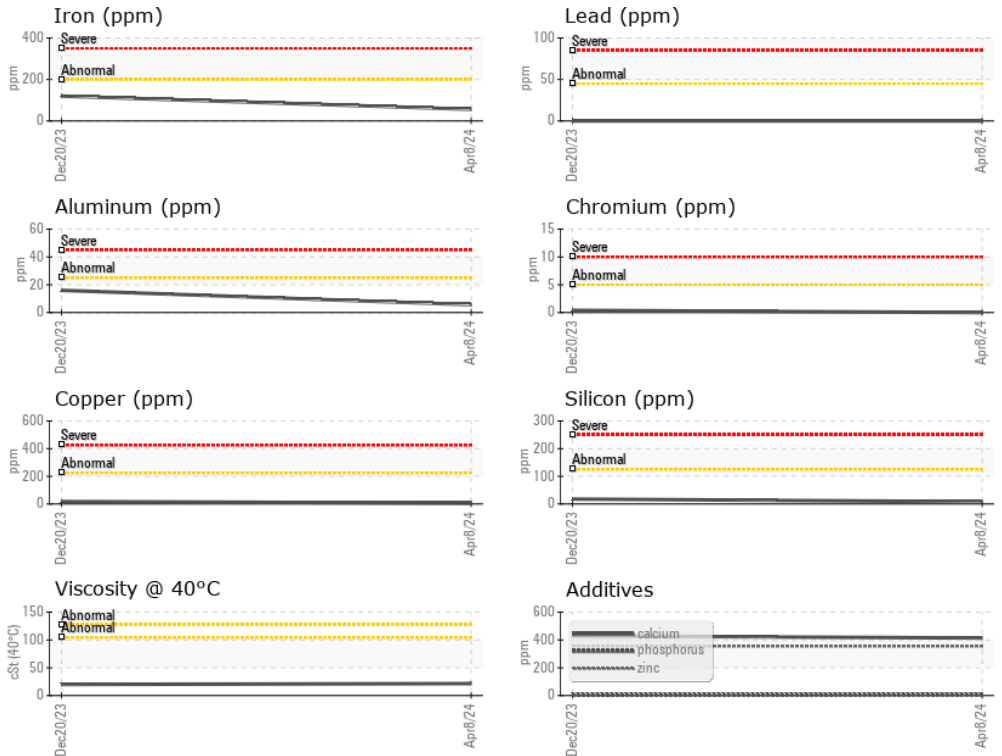 Iron (ppm)
400
200
0
ppm
Severe
Abnormal
Dec20/23
Apr8/24
Lead (ppm)
100
50
0
ppm
Severe
Abnormal
Dec20/23
Apr8/24
Aluminum (ppm)
60
40
20
0
ppm
Severe
Abnormal
Dec20/23
Apr8/24
Chromium (ppm)
15
10
5
0
ppm
Severe
Abnormal
Dec20/23
Apr8/24
Copper (ppm)
600
400
200
0
ppm
Severe
Abnormal
Dec20/23
Apr8/24
Silicon (ppm)
300
200
100
0
ppm
Severe
Abnormal
Dec20/23
Apr8/24
Viscosity @ 40°C
150
100
50
0
cSt (40°C)
Abnormal
Abnormal
Dec20/23
Apr8/24
Additives
600
400
200
0
ppm
calcium
phosphorus
zinc
Dec20/23
Apr8/24